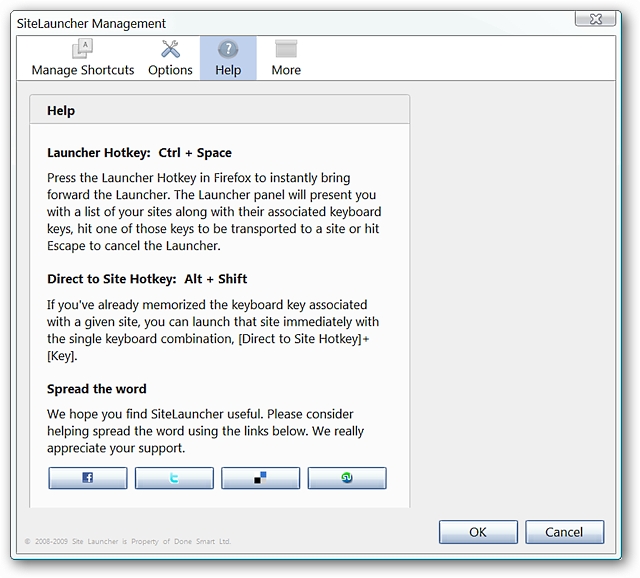 SiteLauncher Management
Manage Shortcuts Options Help More
Help
Launcher Hotkey: Ctrl + Space
Press the Launcher Hotkey in Firefox to instantly bring
forward the Launcher. The Launcher panel will present you
with a list of your sites along with their associated keyboard
keys, hit one of those keys to be transported to a site or hit
Escape to cancel the Launcher.
Direct to Site Hotkey: Alt + Shift
If you've already memorized the keyboard key associated
with a given site, you can launch that site immediately with
the single keyboard combination, [Direct to Site Hotkey]+
[Key].
Spread the word
We hope you find SiteLauncher useful. Please consider
helping spread the word using the links below. We really
appreciate your support.
OK Cancel
© 2008-2009 Site Launcher is Property of Done Smart Ltd.